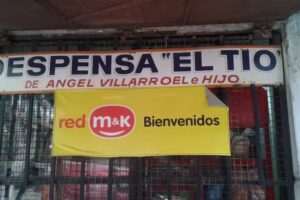 DESPENSA "EL TIO
DE ANGEL VILLARROEL e HIJO
red m&k Bienvenidos